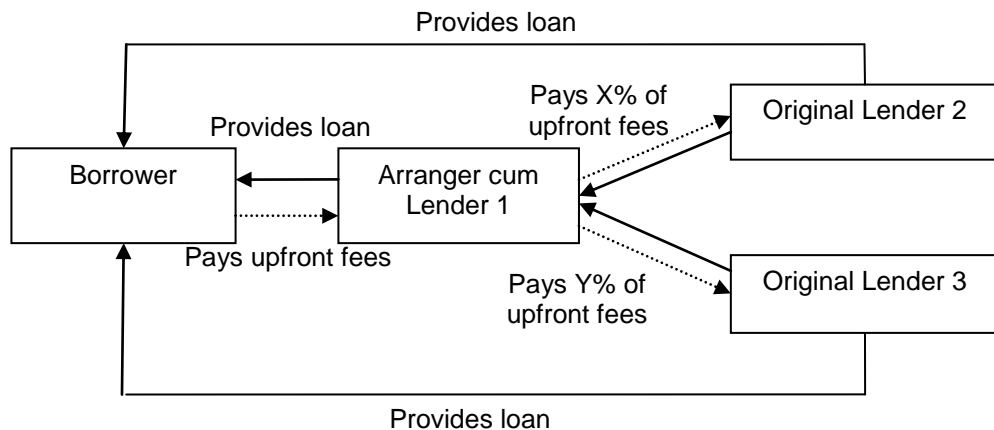 Provides loan
Pays X% of
upfront fees
Original Lender 2
Provides loan
Borrower
Arranger cum
Lender 1
Pays upfront fees
Original Lender 3
Pays Y% of
upfront fees
Provides loan